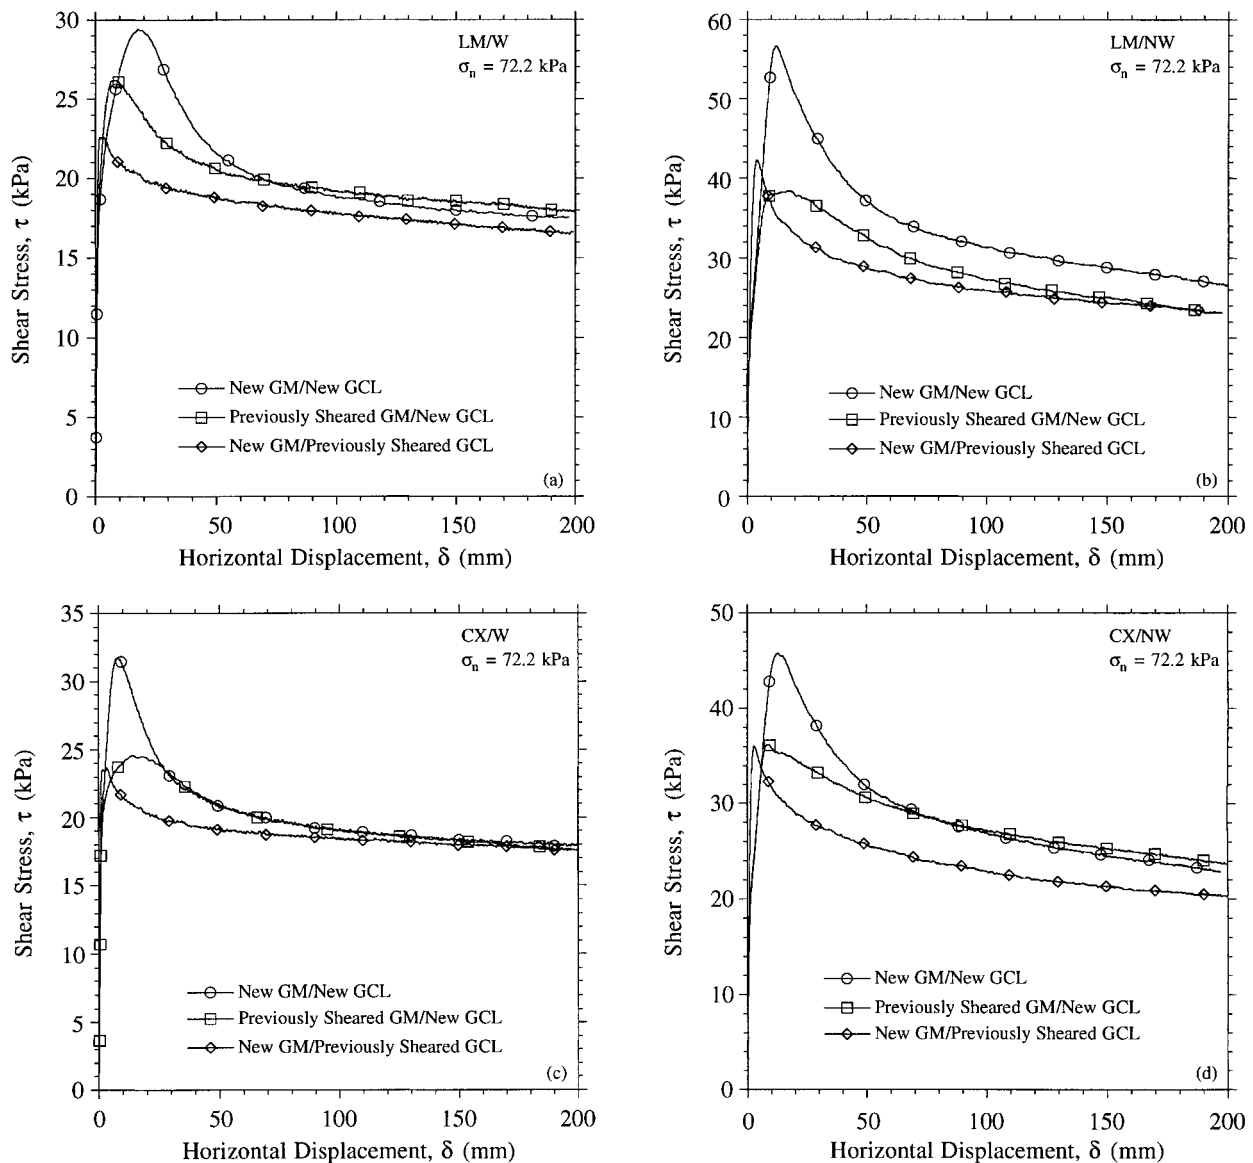 30
25
20
15
10
5
0
Shear Stress, τ (kPa)
LM/W
σn = 72.2 kPa
New GM/New GCL
Previously Sheared GM/New GCL
New GM/Previously Sheared GCL
(a)
0 50 100 150 200
Horizontal Displacement, δ (mm)
60
50
40
30
20
10
0
Shear Stress, τ (kPa)
LM/NW
σn = 72.2 kPa
New GM/New GCL
Previously Sheared GM/New GCL
New GM/Previously Sheared GCL
(b)
0 50 100 150 200
Horizontal Displacement, δ (mm)
35
30
25
20
15
10
5
0
Shear Stress, τ (kPa)
CX/W
σn = 72.2 kPa
New GM/New GCL
Previously Sheared GM/New GCL
New GM/Previously Sheared GCL
(c)
0 50 100 150 200
Horizontal Displacement, δ (mm)
50
40
30
20
10
0
Shear Stress, τ (kPa)
CX/NW
σn = 72.2 kPa
New GM/New GCL
Previously Sheared GM/New GCL
New GM/Previously Sheared GCL
(d)
0 50 100 150 200
Horizontal Displacement, δ (mm)